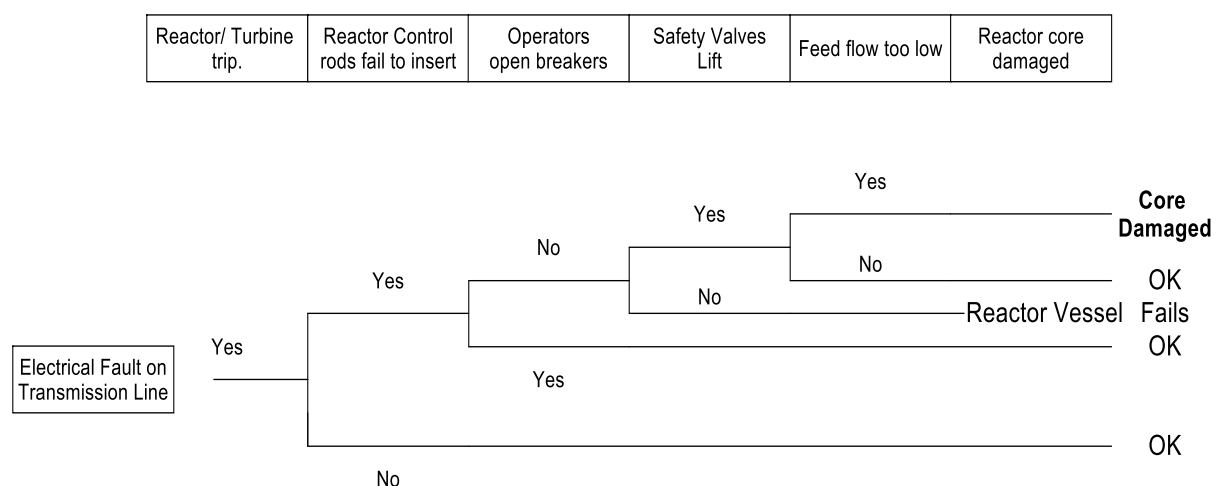 Reactor/ Turbine
trip.
Reactor Control
rods fail to insert
Operators
open breakers
Safety Valves
Lift
Feed flow too low
Reactor core
damaged
Yes
Yes
Core
Damaged
No
No
OK
Yes
No
Reactor Vessel Fails
Yes
OK
Electrical Fault on
Transmission Line
Yes
OK
No